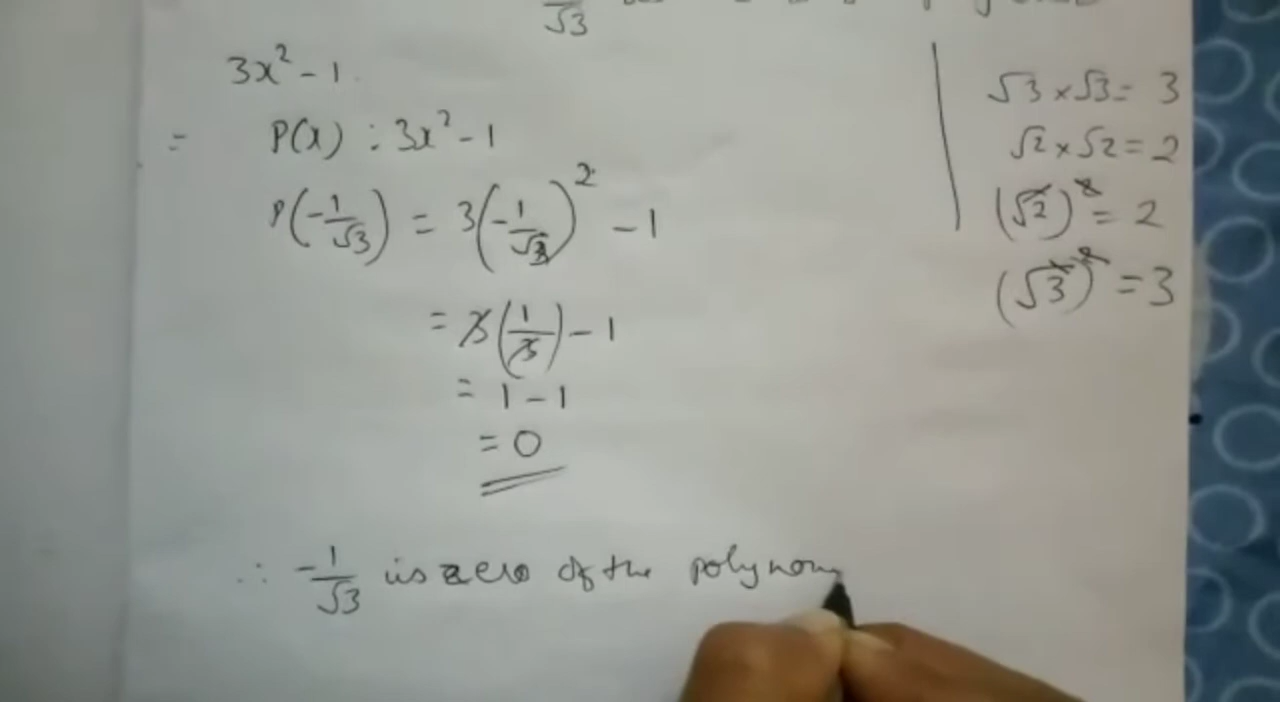 √3
3x² - 1
= P(x) : 3x² - 1
P(-1/√3) = 3(-1/√3)² - 1
= 3(1/3) - 1
= 1 - 1
= 0
∴ -1/√3 is zero of the polynom
√3 × √3 = 3
√2 × √2 = 2
(√2)² = 2
(√3)² = 3